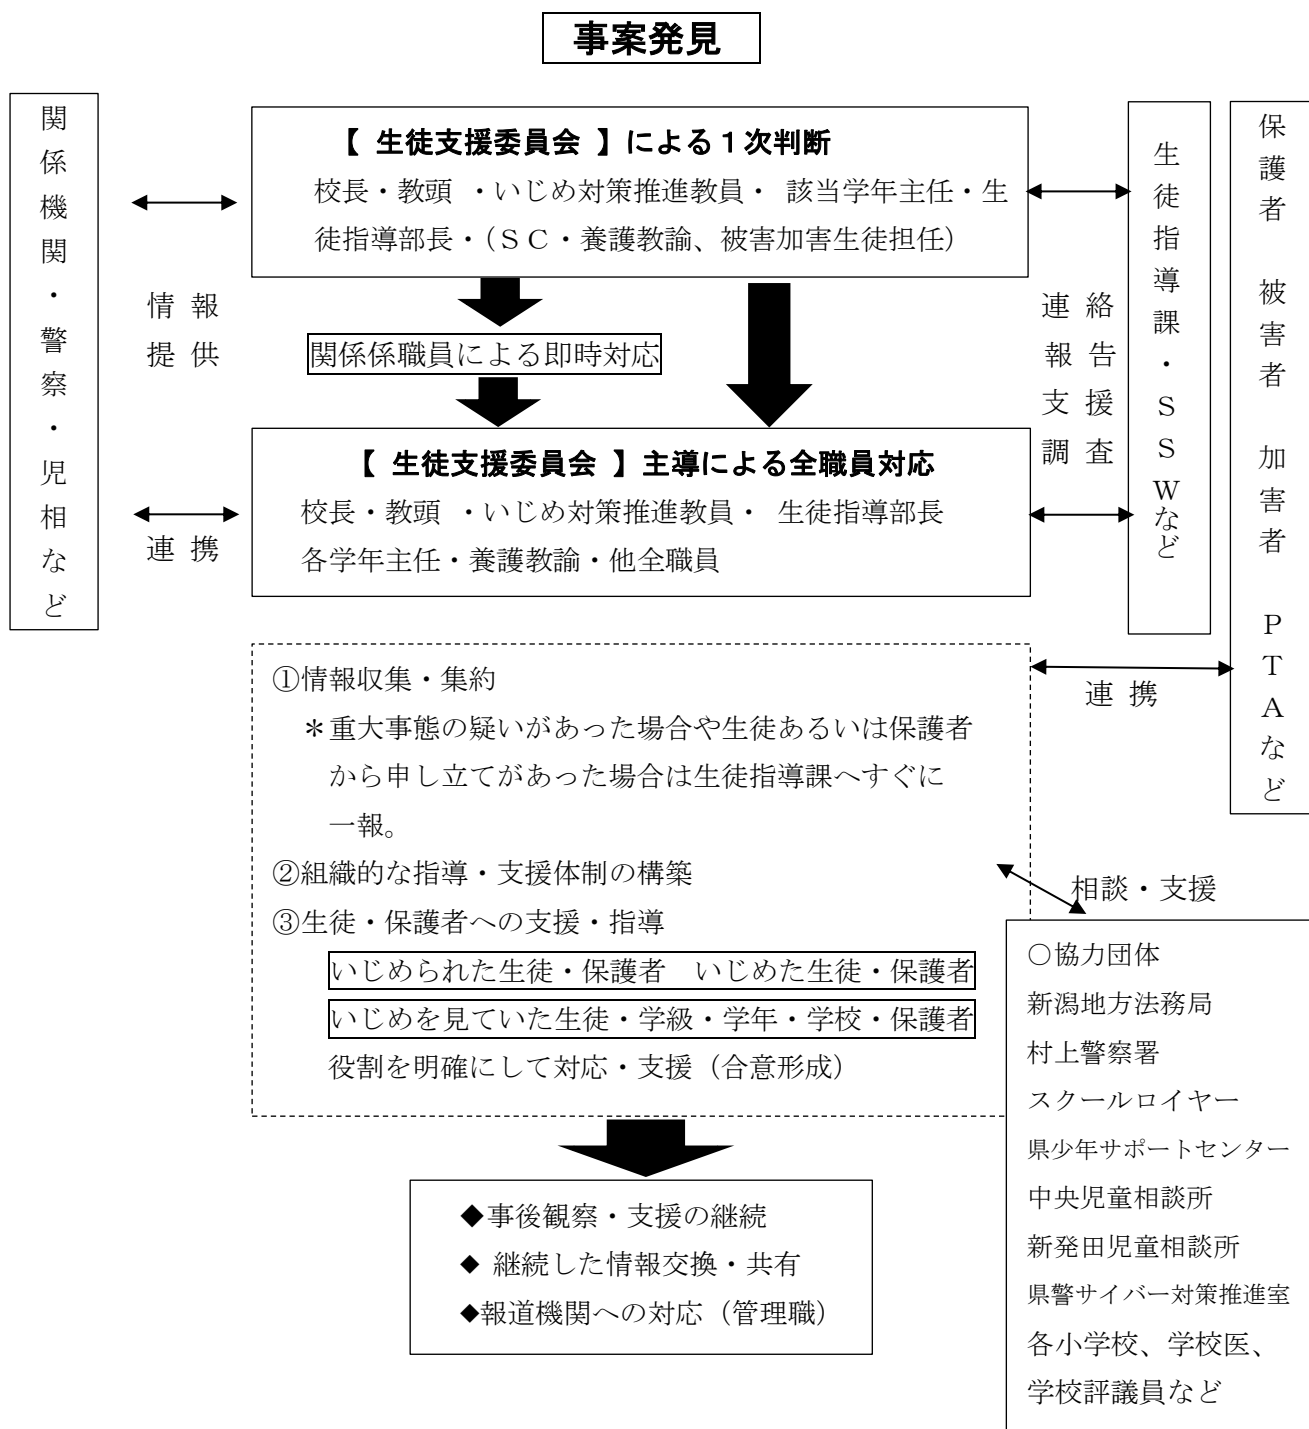 事案発見
関係機関・警察・児相など
情報
提供
連携
【 生徒支援委員会 】による１次判断
校長・教頭 ・いじめ対策推進教員・ 該当学年主任・生
徒指導部長・（ＳＣ・養護教諭、被害加害生徒担任）
関係係職員による即時対応
【 生徒支援委員会 】主導による全職員対応
校長・教頭 ・いじめ対策推進教員・ 生徒指導部長
各学年主任・養護教諭・他全職員
連絡
報告
支援
調査
生徒指導課・ＳＳＷなど
保護者　被害者　加害者　ＰＴＡなど
連携
①情報収集・集約
＊重大事態の疑いがあった場合や生徒あるいは保護者
から申し立てがあった場合は生徒指導課へすぐに
一報。
②組織的な指導・支援体制の構築
③生徒・保護者への支援・指導
いじめられた生徒・保護者　いじめた生徒・保護者
いじめを見ていた生徒・学級・学年・学校・保護者
役割を明確にして対応・支援（合意形成）
相談・支援
○協力団体
新潟地方法務局
村上警察署
スクールロイヤー
県少年サポートセンター
中央児童相談所
新発田児童相談所
県警サイバー対策推進室
各小学校、学校医、
学校評議員など
◆事後観察・支援の継続
◆ 継続した情報交換・共有
◆報道機関への対応（管理職）